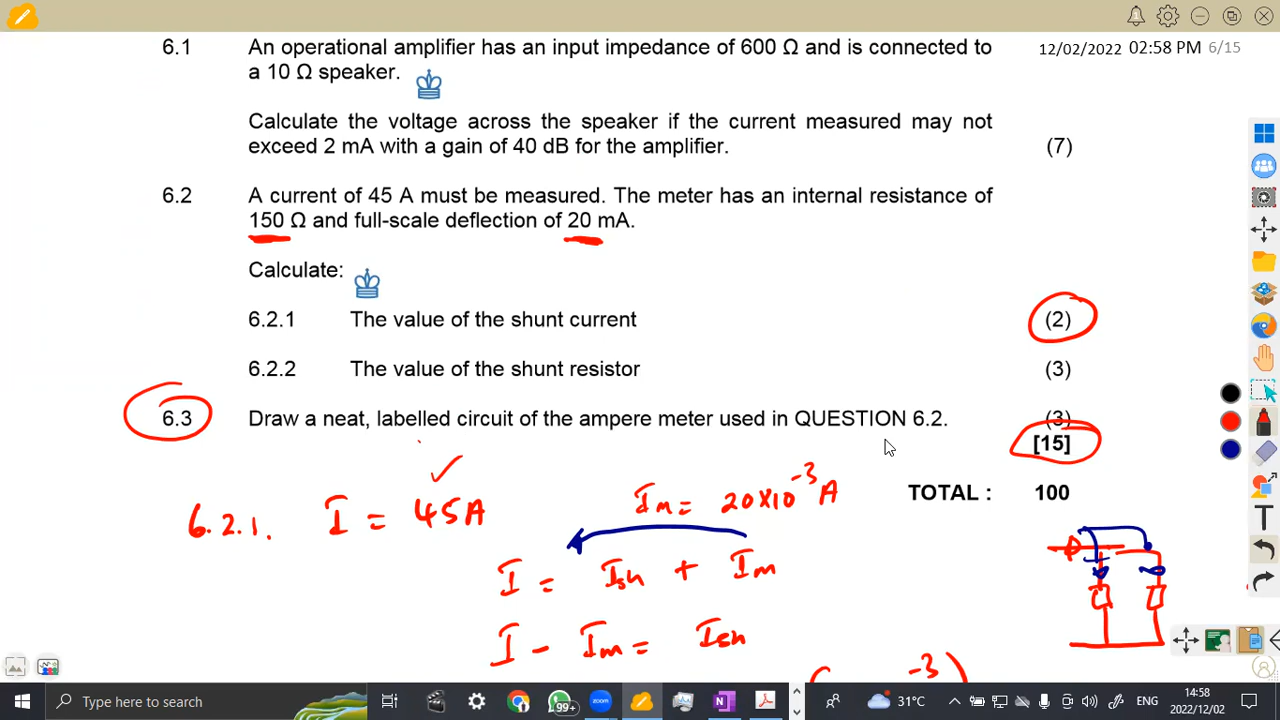 12/02/2022 02:58 PM 6/15
6.1 An operational amplifier has an input impedance of 600 Ω and is connected to
a 10 Ω speaker.
Calculate the voltage across the speaker if the current measured may not
exceed 2 mA with a gain of 40 dB for the amplifier. (7)
6.2 A current of 45 A must be measured. The meter has an internal resistance of
150 Ω and full-scale deflection of 20 mA.
Calculate:
6.2.1 The value of the shunt current (2)
6.2.2 The value of the shunt resistor (3)
6.3 Draw a neat, labelled circuit of the ampere meter used in QUESTION 6.2. (3)
[15]
TOTAL : 100
6.2.1. I = 45A Im = 20x10⁻³ A
I = Ish + Im
I - Im = Ish
( -3 )
Type here to search
99+
31°C
ENG
14:58
2022/12/02